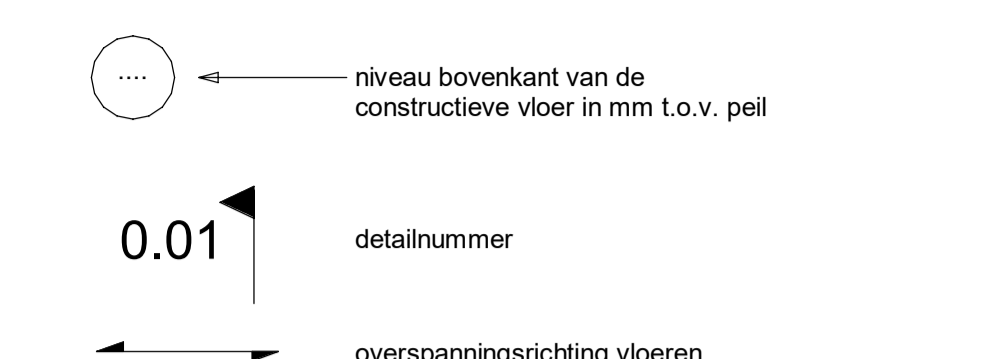 .... niveau bovenkant van de
constructieve vloer in mm t.o.v. peil
0.01 detailnummer
overspanningsrichting vloeren